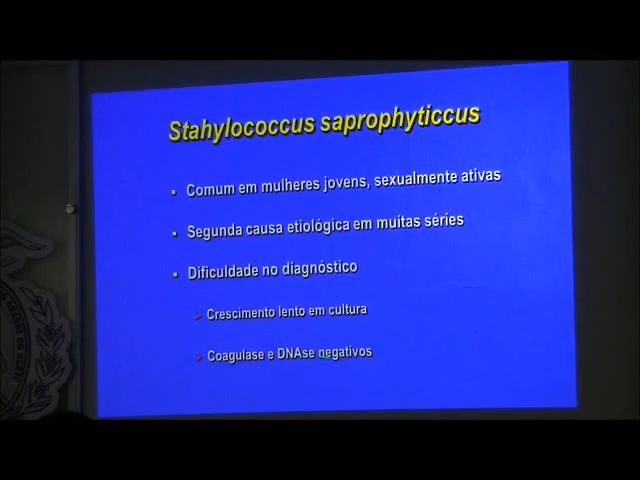 Stahylococcus saprophyticcus
▪ Comum em mulheres jovens, sexualmente ativas
▪ Segunda causa etiológica em muitas séries
▪ Dificuldade no diagnóstico
> Crescimento lento em cultura
> Coagulase e DNAse negativos